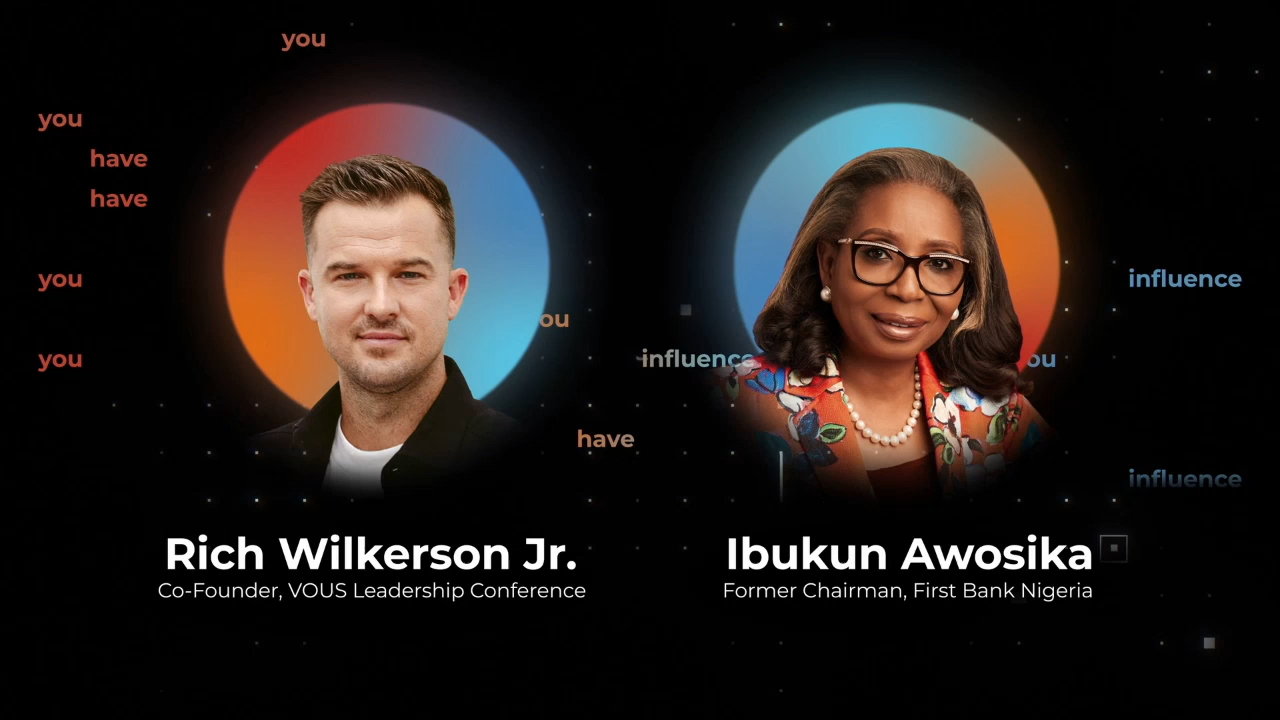 you
you
have
have
you
influence
ou
you
influence
ou
have
influence
Rich Wilkerson Jr.
Co-Founder, VOUS Leadership Conference
Ibukun Awosika
Former Chairman, First Bank Nigeria